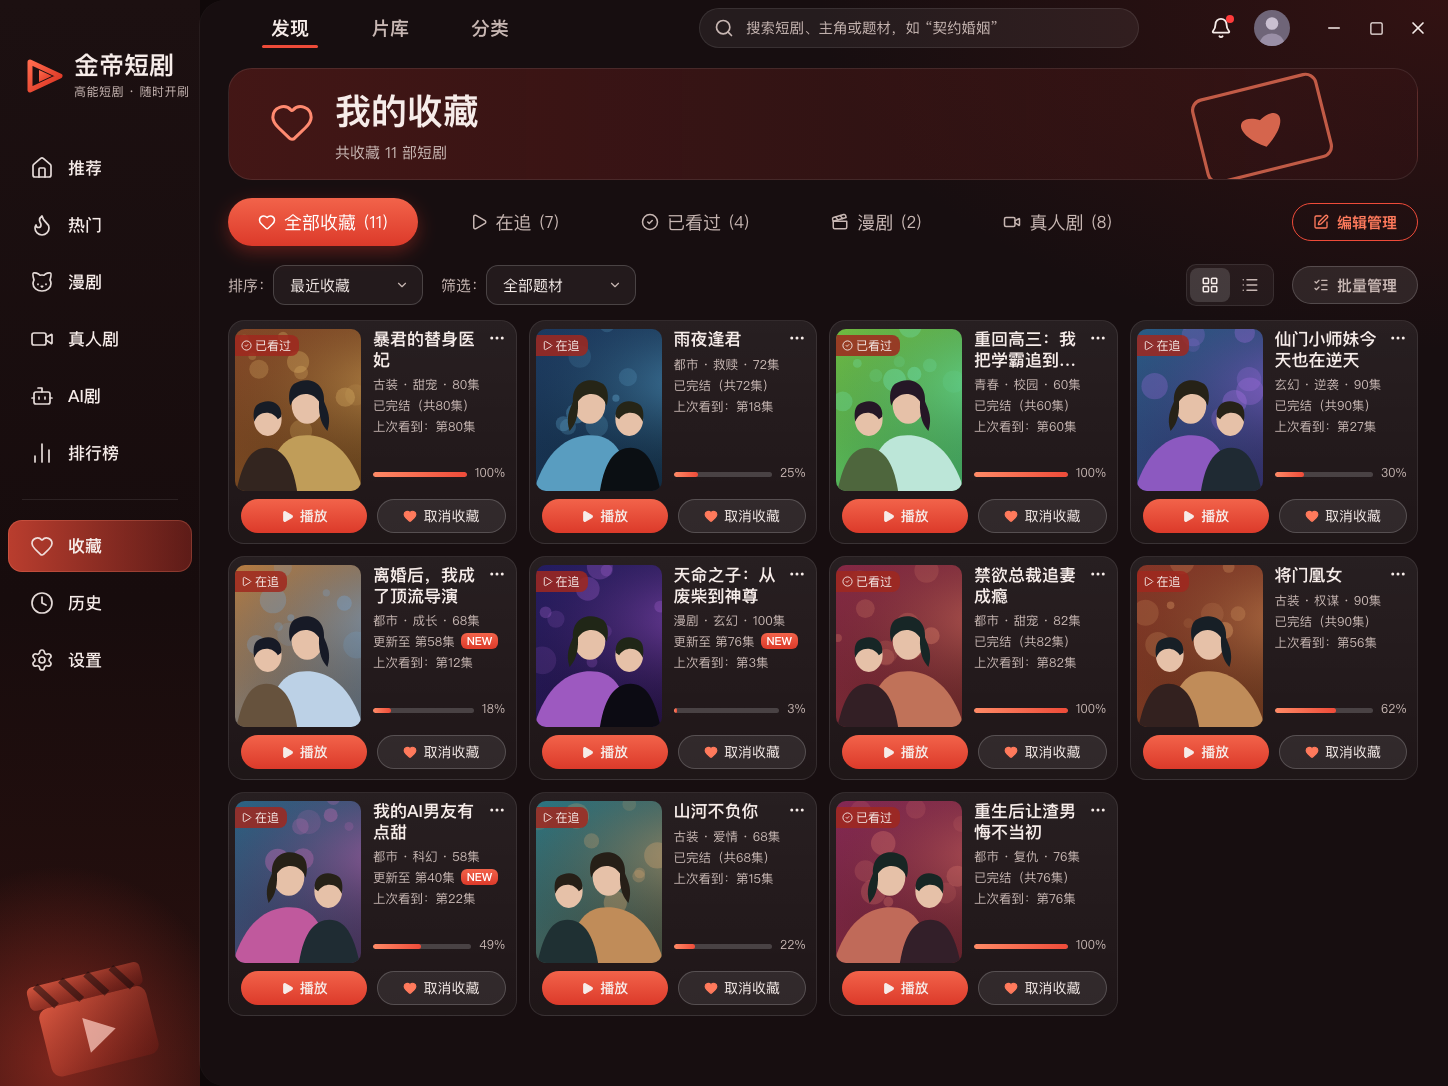 发现
片库
分类
搜索短剧、主角或题材，如 “契约婚姻”
金帝短剧
高能短剧 · 随时开刷
推荐
热门
漫剧
真人剧
AI剧
排行榜
收藏
历史
设置
我的收藏
共收藏 11 部短剧
全部收藏 (11)
在追 (7)
已看过 (4)
漫剧 (2)
真人剧 (8)
编辑管理
排序：
最近收藏
筛选：
全部题材
批量管理
已看过
暴君的替身医
妃
古装 · 甜宠 · 80集
已完结（共80集）
上次看到：第80集
100%
播放
取消收藏
在追
雨夜逢君
都市 · 救赎 · 72集
已完结（共72集）
上次看到：第18集
25%
播放
取消收藏
已看过
重回高三：我
把学霸追到...
青春 · 校园 · 60集
已完结（共60集）
上次看到：第60集
100%
播放
取消收藏
在追
仙门小师妹今
天也在逆天
玄幻 · 逆袭 · 90集
已完结（共90集）
上次看到：第27集
30%
播放
取消收藏
在追
离婚后，我成
了顶流导演
都市 · 成长 · 68集
更新至 第58集 NEW
上次看到：第12集
18%
播放
取消收藏
在追
天命之子：从
废柴到神尊
漫剧 · 玄幻 · 100集
更新至 第76集 NEW
上次看到：第3集
3%
播放
取消收藏
已看过
禁欲总裁追妻
成瘾
都市 · 甜宠 · 82集
已完结（共82集）
上次看到：第82集
100%
播放
取消收藏
在追
将门凰女
古装 · 权谋 · 90集
已完结（共90集）
上次看到：第56集
62%
播放
取消收藏
在追
我的AI男友有
点甜
都市 · 科幻 · 58集
更新至 第40集 NEW
上次看到：第22集
49%
播放
取消收藏
在追
山河不负你
古装 · 爱情 · 68集
已完结（共68集）
上次看到：第15集
22%
播放
取消收藏
已看过
重生后让渣男
悔不当初
都市 · 复仇 · 76集
已完结（共76集）
上次看到：第76集
100%
播放
取消收藏